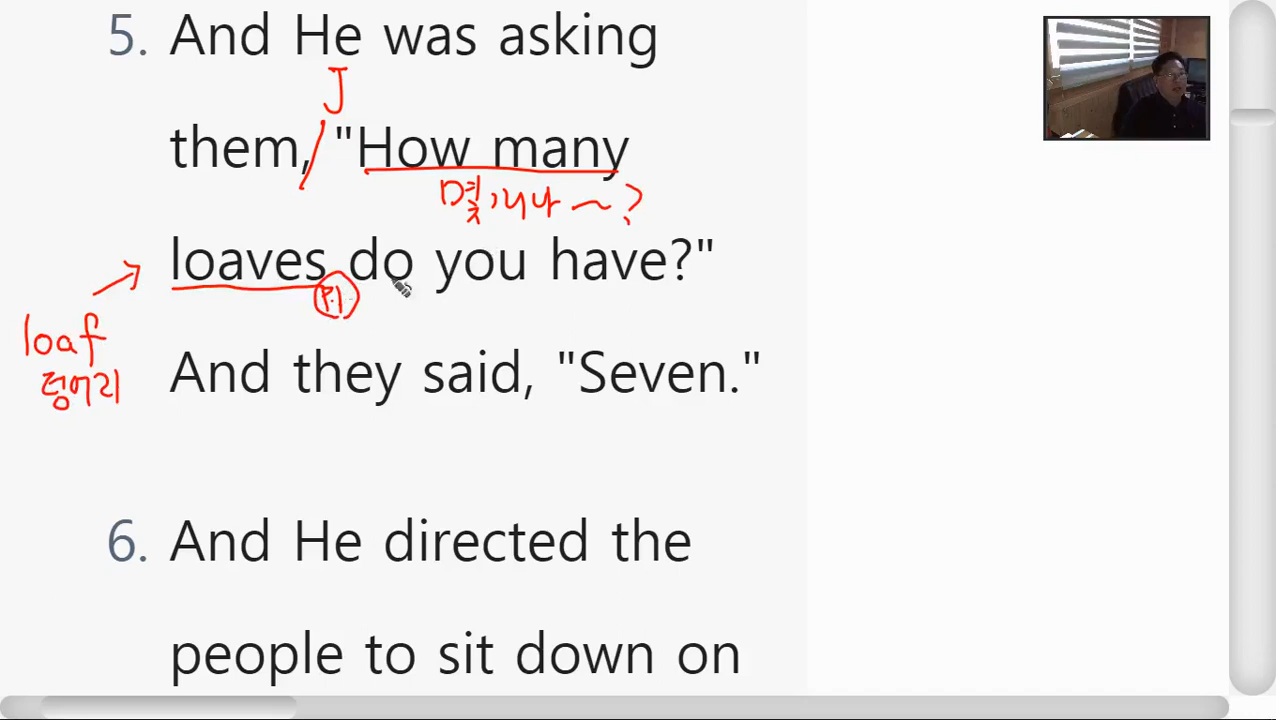 5. And He was asking
J
them, "How many
몇개나 ~ ?
loaves do you have?"
pl
loaf
덩어리
And they said, "Seven."
6. And He directed the
people to sit down on